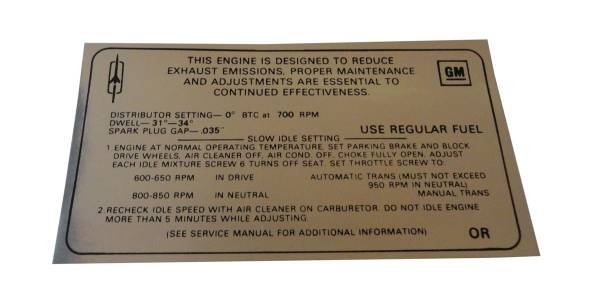 THIS ENGINE IS DESIGNED TO REDUCE
EXHAUST EMISSIONS, PROPER MAINTENANCE
AND ADJUSTMENTS ARE ESSENTIAL TO
CONTINUED EFFECTIVENESS.
GM
DISTRIBUTOR SETTING— 0° BTC at 700 RPM
DWELL— 31°—34°
SPARK PLUG GAP— .035"
USE REGULAR FUEL
SLOW IDLE SETTING
1 ENGINE AT NORMAL OPERATING TEMPERATURE, SET PARKING BRAKE AND BLOCK
DRIVE WHEELS, AIR CLEANER OFF, AIR COND. OFF, CHOKE FULLY OPEN. ADJUST
EACH IDLE MIXTURE SCREW 6 TURNS OFF SEAT. SET THROTTLE SCREW TO:
600-650 RPM IN DRIVE AUTOMATIC TRANS (MUST NOT EXCEED
950 RPM IN NEUTRAL)
800-850 RPM IN NEUTRAL MANUAL TRANS
2 RECHECK IDLE SPEED WITH AIR CLEANER ON CARBURETOR. DO NOT IDLE ENGINE
MORE THAN 5 MINUTES WHILE ADJUSTING.
(SEE SERVICE MANUAL FOR ADDITIONAL INFORMATION)
OR